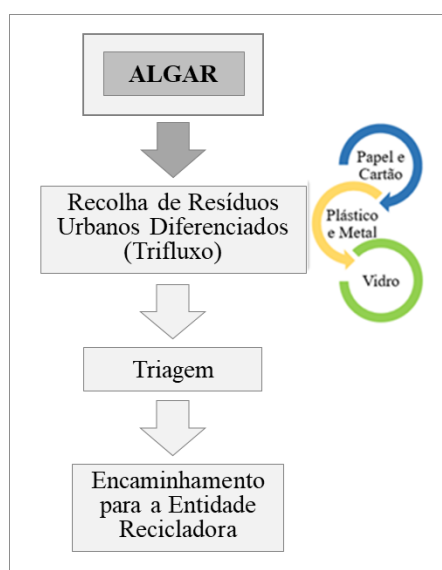 ALGAR
Recolha de Resíduos
Urbanos Diferenciados
(Trifluxo)
Papel e
Cartão
Plástico
e Metal
Vidro
Triagem
Encaminhamento
para a Entidade
Recicladora